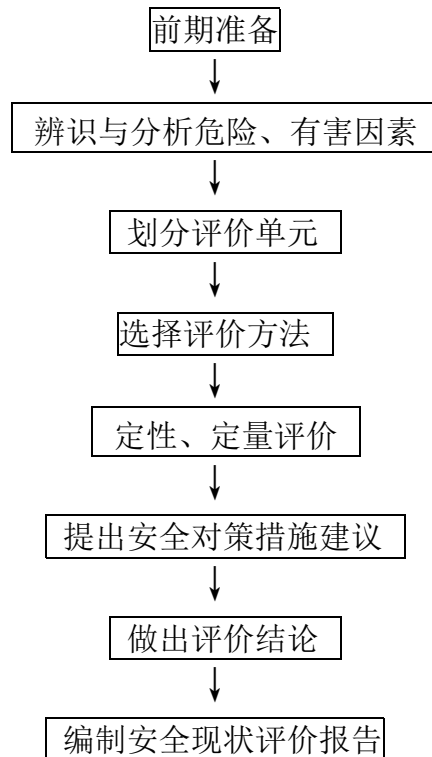 前期准备
辨识与分析危险、有害因素
划分评价单元
选择评价方法
定性、定量评价
提出安全对策措施建议
做出评价结论
编制安全现状评价报告